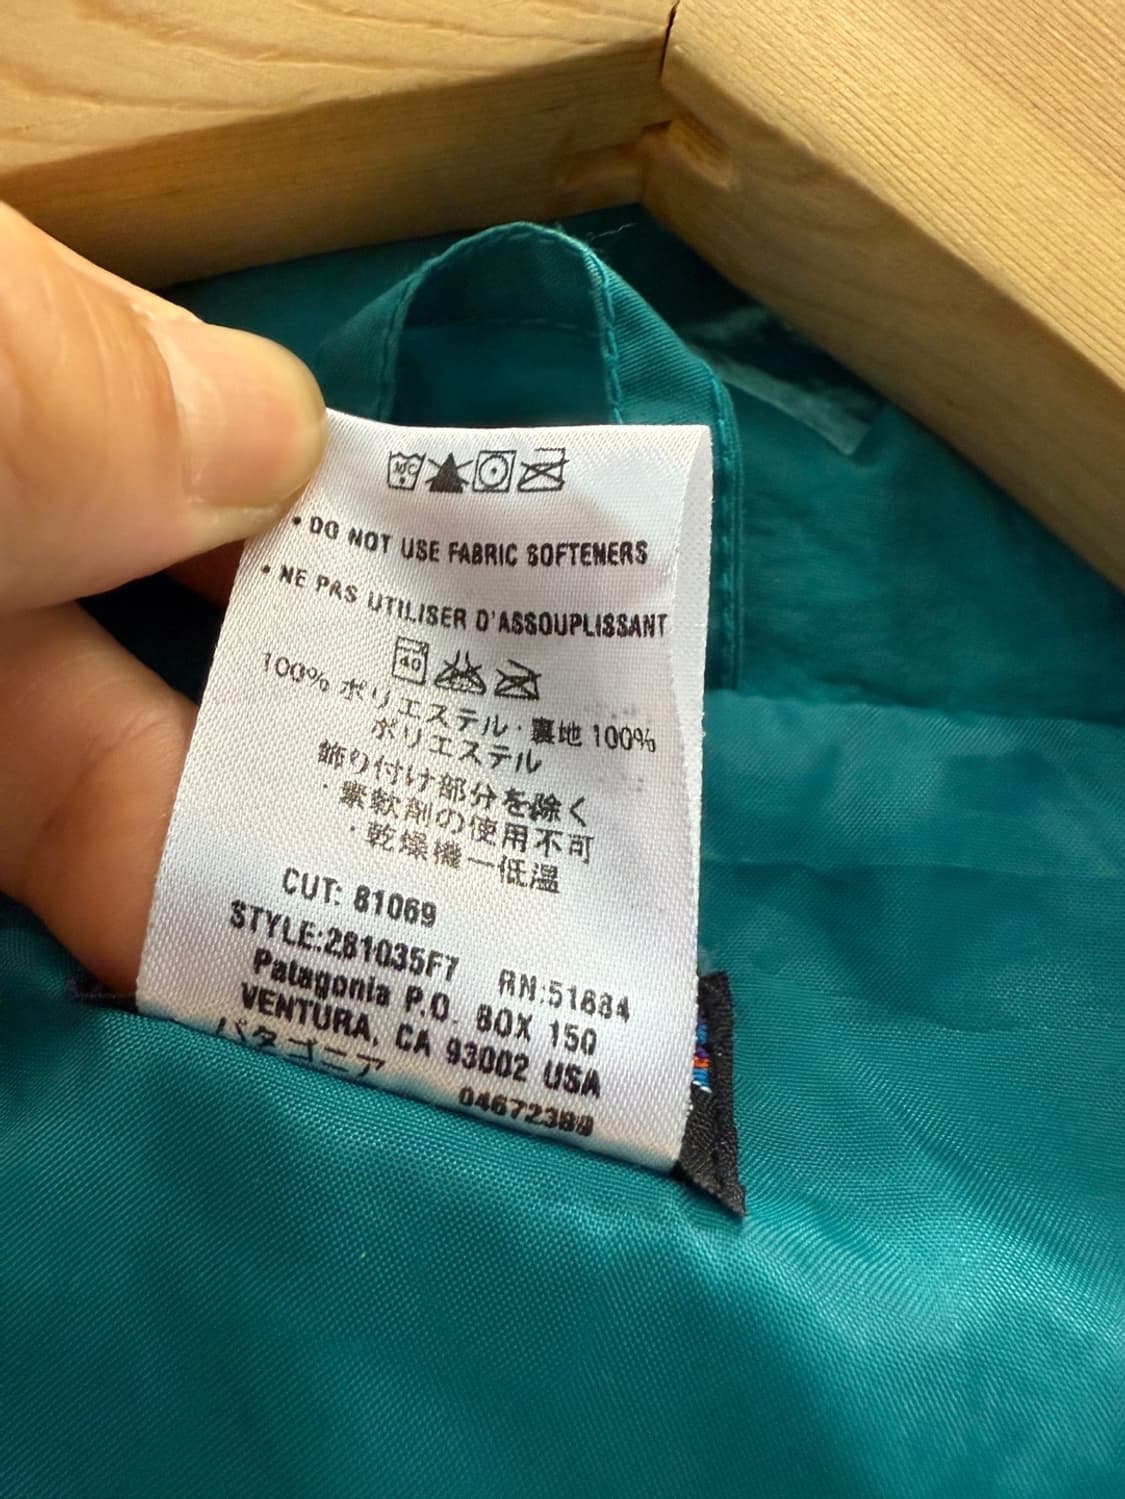 MC
• DO NOT USE FABRIC SOFTENERS
• NE PAS UTILISER D'ASSOUPLISSANT
40
100% ポリエステル・裏地 100%
ポリエステル
飾り付け部分を除く
・柔軟剤の使用不可
・乾燥機ー低温
CUT: 81069
STYLE:281035F7 RN:51884
Patagonia P.O. BOX 150
VENTURA, CA 93002 USA
パタゴニア